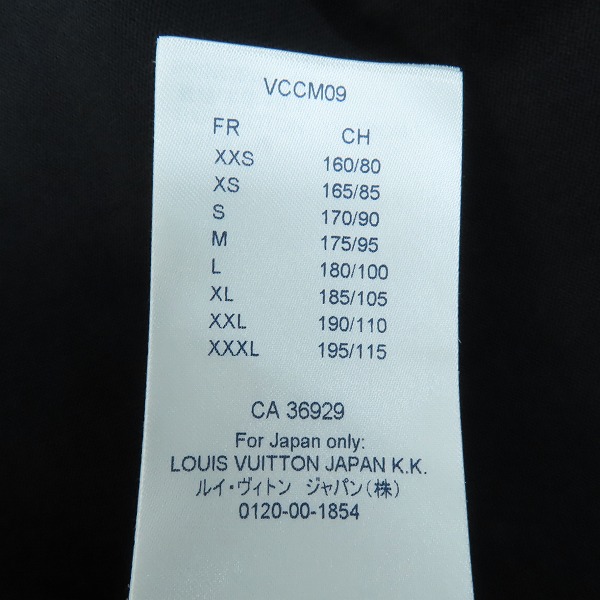 VCCM09
FR CH
XXS 160/80
XS 165/85
S 170/90
M 175/95
L 180/100
XL 185/105
XXL 190/110
XXXL 195/115
CA 36929
For Japan only:
LOUIS VUITTON JAPAN K.K.
ルイ・ヴィトン ジャパン(株)
0120-00-1854